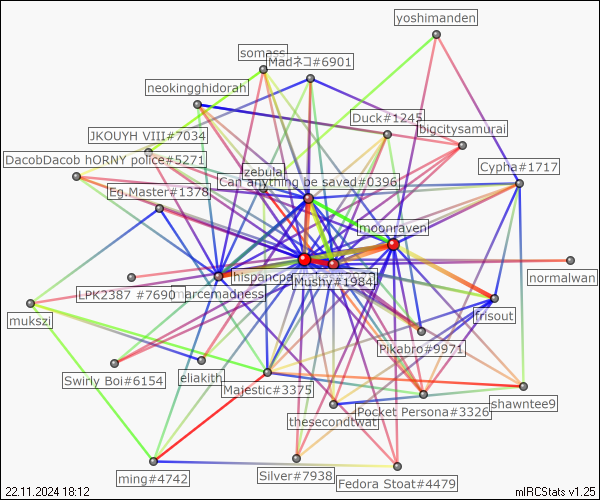 yoshimanden
somass
Madネコ#6901
neokingghidorah
Duck#1245
bigcitysamurai
JKOUYH VIII#7034
DacobDacob hORNY police#5271
zebula
Cypha#1717
Can anything be saved#0396
Eg.Master#1378
moonraven
hispancpa
Mushy#1984
normalwan
LPK2387 #7690
marcemadness
mukszi
frisout
Pikabro#9971
Swirly Boi#6154
eliakith
Majestic#3375
shawntee9
Pocket Persona#3326
thesecondtwat
ming#4742
Silver#7938
Fedora Stoat#4479
22.11.2024 18:12
mIRCStats v1.25